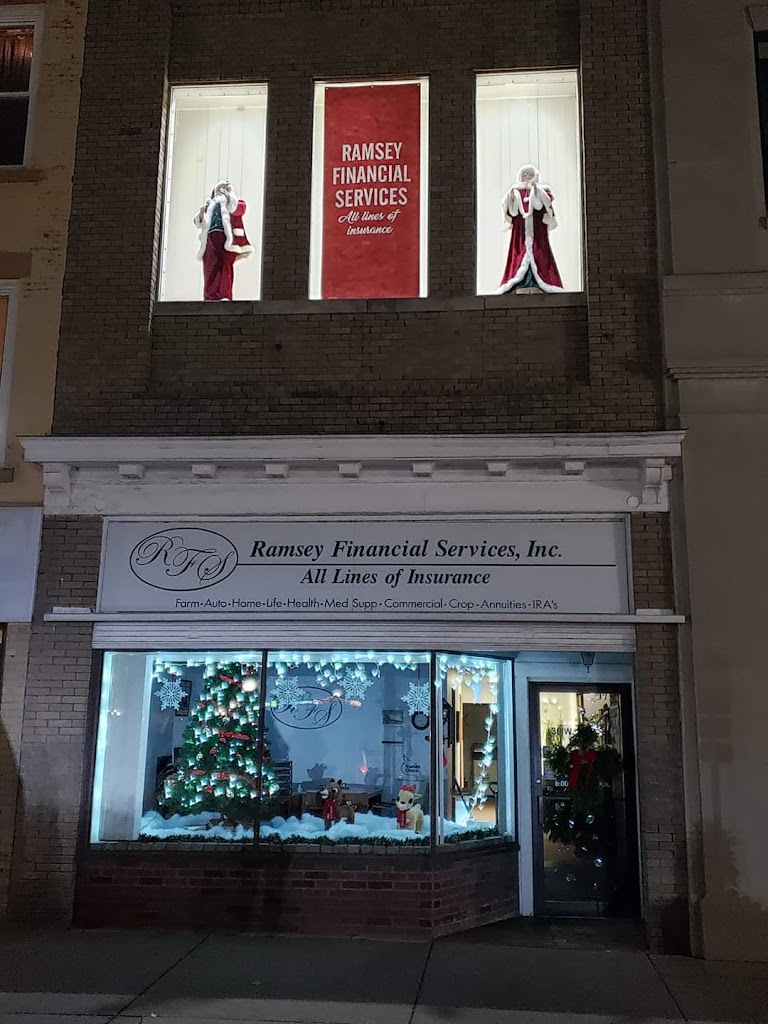 RAMSEY
FINANCIAL
SERVICES
All lines of
insurance
RFS
Ramsey Financial Services, Inc.
All Lines of Insurance
Farm • Auto • Home • Life • Health • Med Supp • Commercial • Crop • Annuities • IRA's
RFS